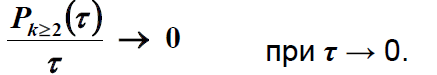 P_{k≥2}(τ) / τ → 0 при τ → 0.